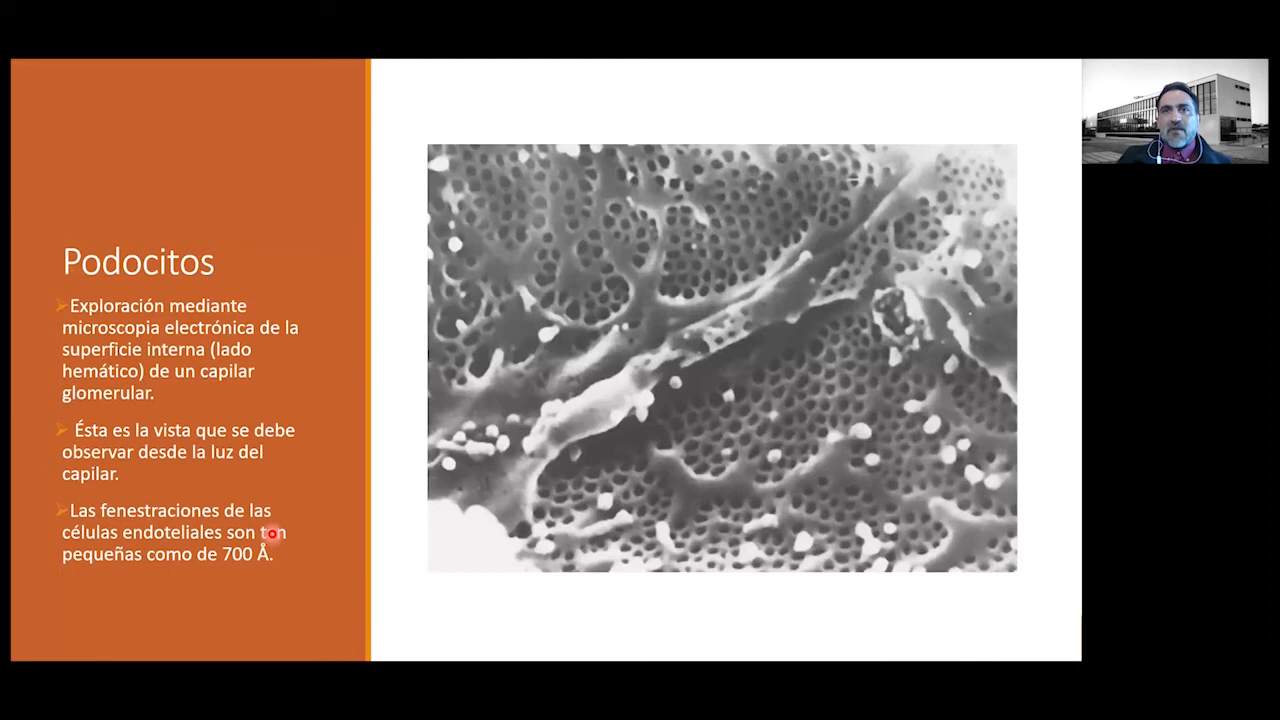 Podocitos
Exploración mediante
microscopia electrónica de la
superficie interna (lado
hemático) de un capilar
glomerular.
Ésta es la vista que se debe
observar desde la luz del
capilar.
Las fenestraciones de las
células endoteliales son tan
pequeñas como de 700 Å.